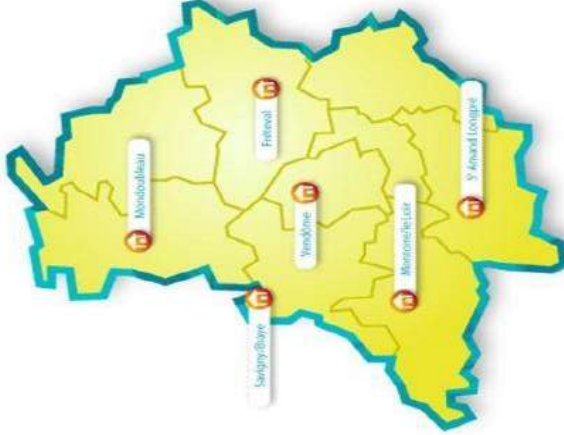 Mondoubleau
Fréteval
St Amand Longpré
Vendôme
Montoire/le Loir
Savigny/Braye